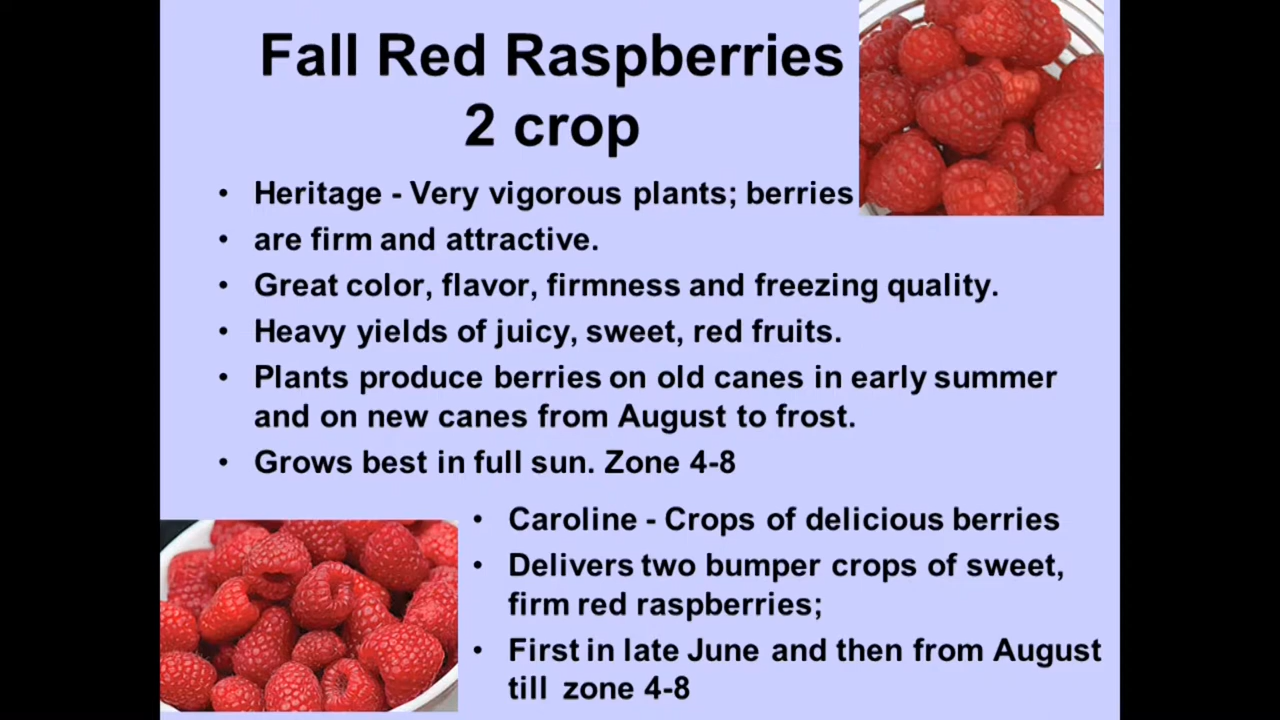 Fall Red Raspberries
2 crop
• Heritage - Very vigorous plants; berries
• are firm and attractive.
• Great color, flavor, firmness and freezing quality.
• Heavy yields of juicy, sweet, red fruits.
• Plants produce berries on old canes in early summer
and on new canes from August to frost.
• Grows best in full sun. Zone 4-8
• Caroline - Crops of delicious berries
• Delivers two bumper crops of sweet,
firm red raspberries;
• First in late June and then from August
till zone 4-8